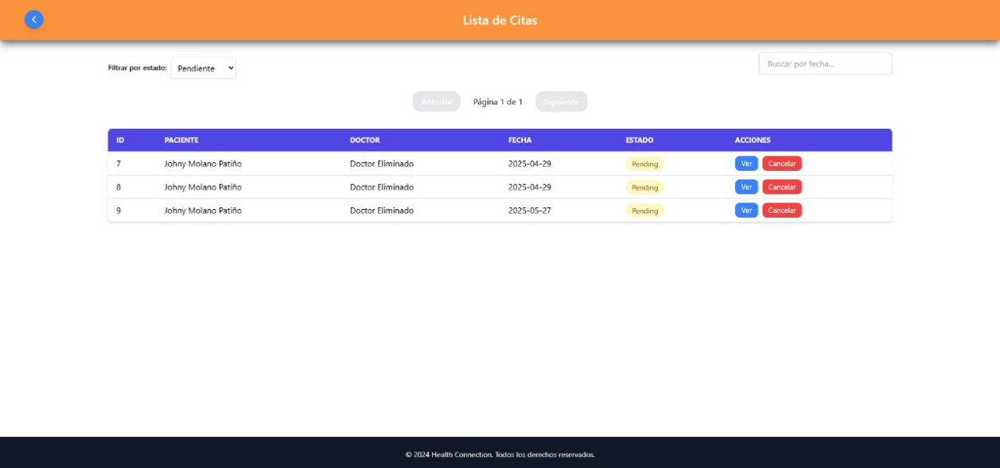 Lista de Citas
Filtrar por estado: Pendiente
Buscar por fecha...
Anterior Página 1 de 1 Siguiente
ID PACIENTE DOCTOR FECHA ESTADO ACCIONES
7 Johny Molano Patiño Doctor Eliminado 2025-04-29 Pending Ver Cancelar
8 Johny Molano Patiño Doctor Eliminado 2025-04-29 Pending Ver Cancelar
9 Johny Molano Patiño Doctor Eliminado 2025-05-27 Pending Ver Cancelar
© 2024 Health Connection. Todos los derechos reservados.